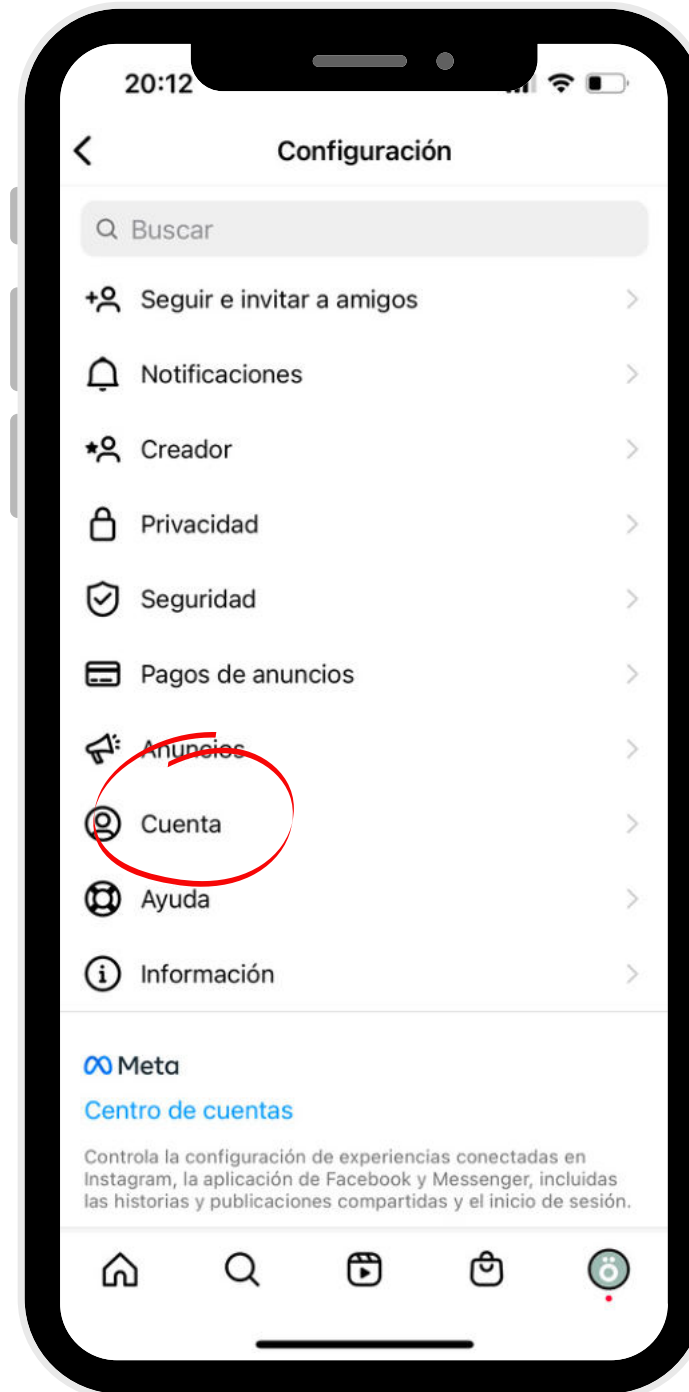 20:12
Configuración
Buscar
Seguir e invitar a amigos
Notificaciones
Creador
Privacidad
Seguridad
Pagos de anuncios
Anuncios
Cuenta
Ayuda
Información
Meta
Centro de cuentas
Controla la configuración de experiencias conectadas en
Instagram, la aplicación de Facebook y Messenger, incluidas
las historias y publicaciones compartidas y el inicio de sesión.
ö